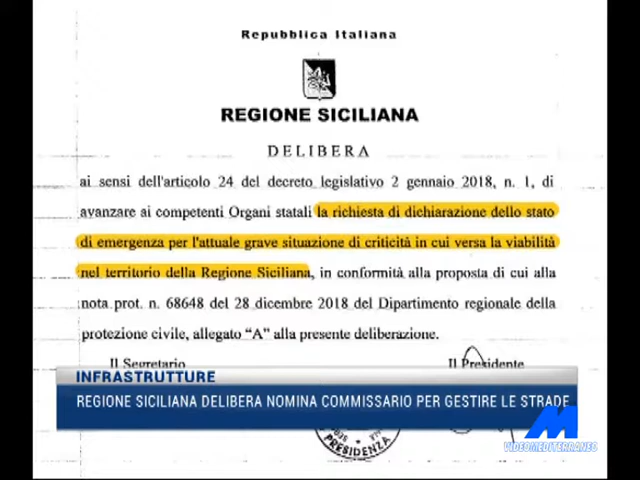 Repubblica Italiana
REGIONE SICILIANA
DELIBERA
ai sensi dell'articolo 24 del decreto legislativo 2 gennaio 2018, n. 1, di
avanzare ai competenti Organi statali la richiesta di dichiarazione dello stato
di emergenza per l'attuale grave situazione di criticità in cui versa la viabilità
nel territorio della Regione Siciliana, in conformità alla proposta di cui alla
nota prot. n. 68648 del 28 dicembre 2018 del Dipartimento regionale della
protezione civile, allegato “A” alla presente deliberazione.
Il Segretario Il Presidente
INFRASTRUTTURE
REGIONE SICILIANA DELIBERA NOMINA COMMISSARIO PER GESTIRE LE STRADE
PRESIDENZA
VIDEOMEDITERRANEO